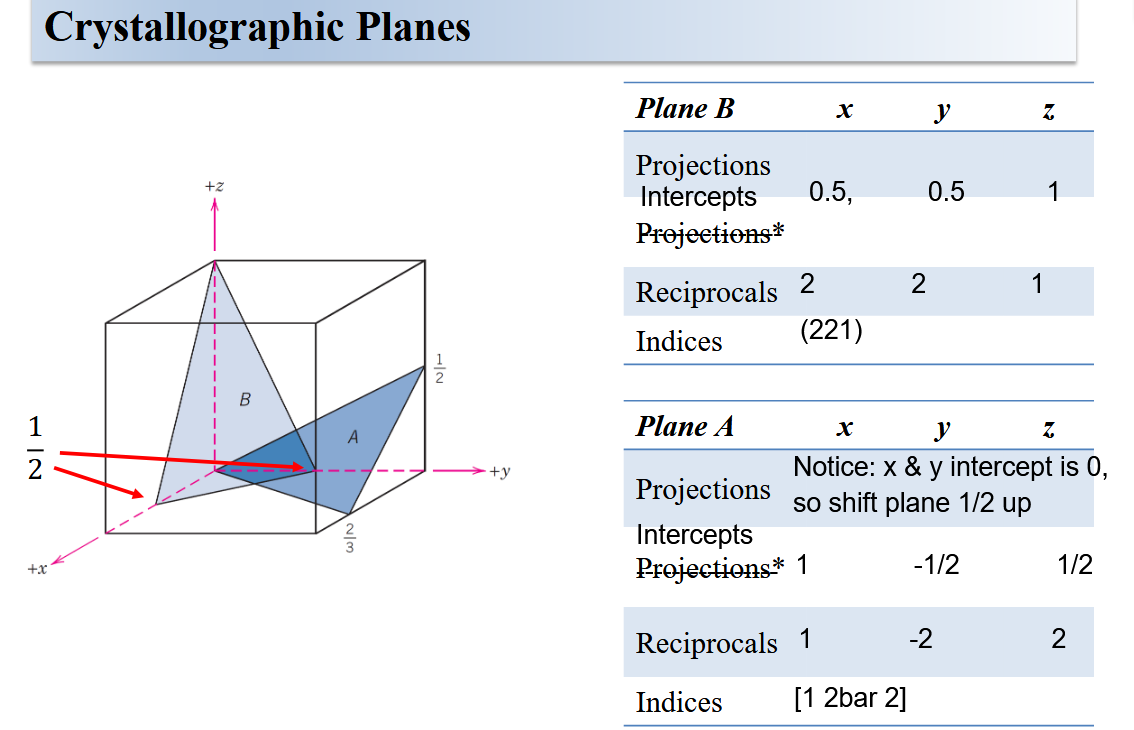 Crystallographic Planes
+z
B
A
1
2
1
2
+y
2
3
+x
Plane B x y z
Projections
Intercepts 0.5, 0.5 1
Projections*
Reciprocals 2 2 1
Indices (221)
Plane A x y z
Notice: x & y intercept is 0,
Projections so shift plane 1/2 up
Intercepts
Projections* 1 -1/2 1/2
Reciprocals 1 -2 2
Indices [1 2bar 2]